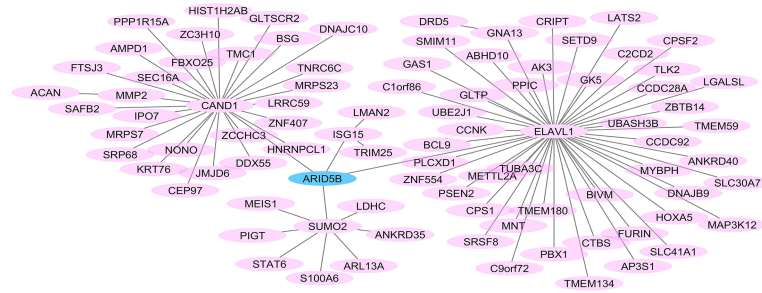 HIST1H2AB
PPP1R15A
GLTSCR2
DNAJC10
ZC3H10
BSG
AMPD1
TMC1
FBXO25
FTSJ3
SEC16A
TNRC6C
MRPS23
ACAN
MMP2
CAND1
LRRC59
SAFB2
IPO7
ZNF407
LMAN2
MRPS7
ZCCHC3
ISG15
NONO
HNRNPCL1
SRP68
DDX55
TRIM25
KRT76
JMJD6
CEP97
ARID5B
MEIS1
LDHC
SUMO2
PIGT
ANKRD35
STAT6
ARL13A
S100A6
DRD5
GNA13
CRIPT
LATS2
SMIM11
SETD9
CPSF2
ABHD10
C2CD2
GAS1
AK3
TLK2
C1orf86
PPIC
GK5
CCDC28A
LGALSL
GLTP
ZBTB14
UBE2J1
UBASH3B
TMEM59
CCNK
ELAVL1
BCL9
CCDC92
PLCXD1
ANKRD40
TUBA3C
MYBPH
ZNF554
METTL2A
SLC30A7
PSEN2
BIVM
DNAJB9
CPS1
TMEM180
HOXA5
MAP3K12
MNT
FURIN
SRSF8
CTBS
SLC41A1
PBX1
C9orf72
AP3S1
TMEM134